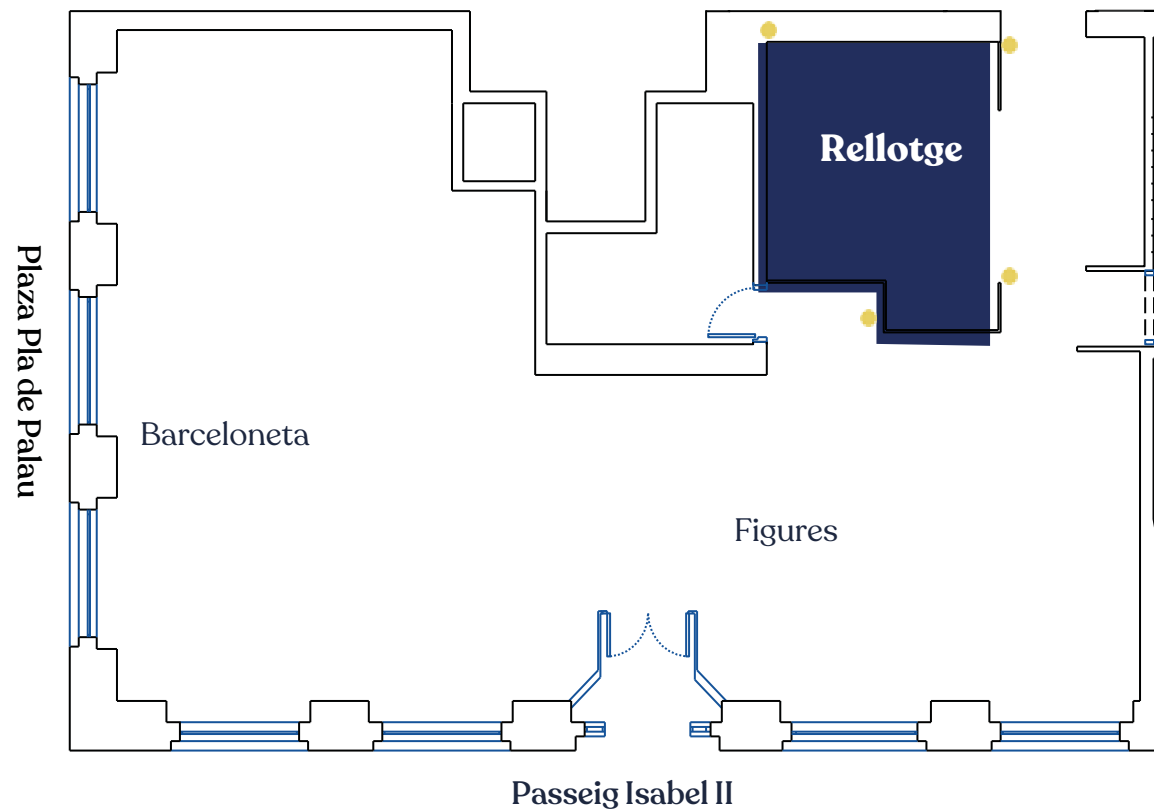 Rellotge
Plaza Pla de Palau
Barceloneta
Figures
Passeig Isabel II